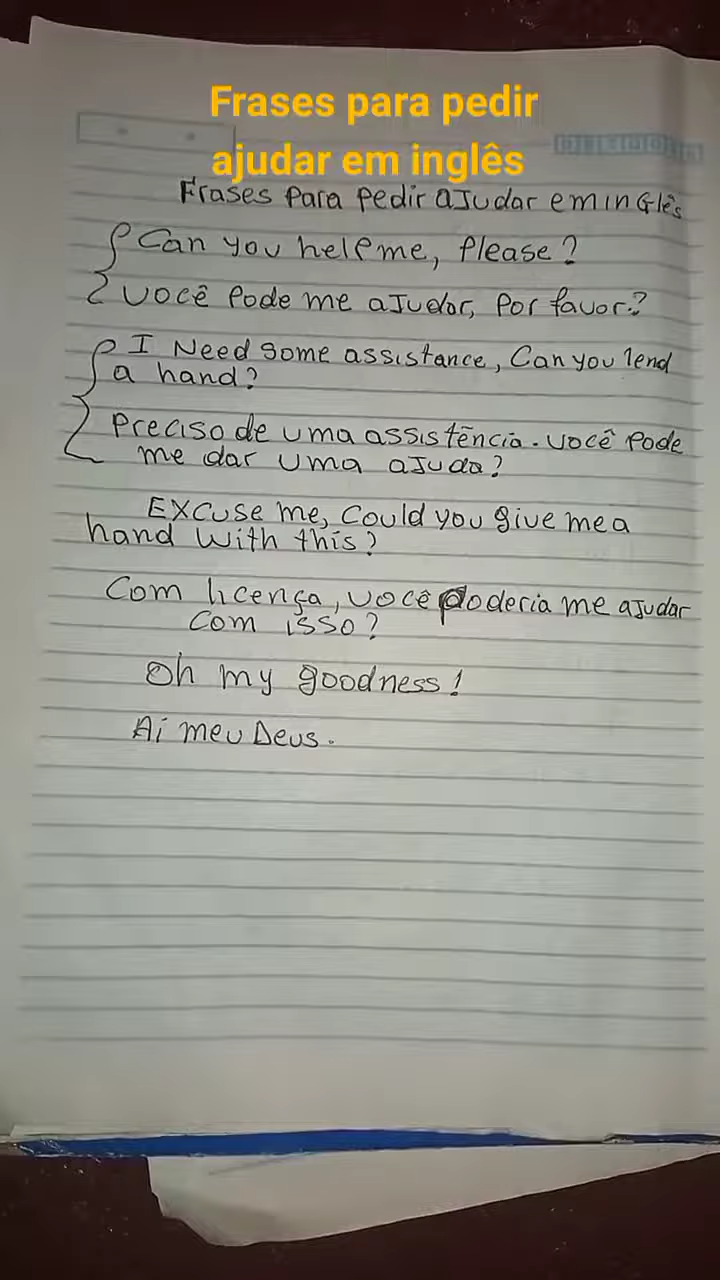 Frases para pedir
ajudar em inglês
Frases para pedir ajudar em inglês
Can you help me, please?
Você pode me ajudar, por favor?
I Need some assistance, Can you lend
a hand?
Preciso de uma assistência. Você pode
me dar uma ajuda?
Excuse me, Could you give me a
hand with this?
Com licença, você poderia me ajudar
com isso?
Oh my goodness!
Ai meu Deus.